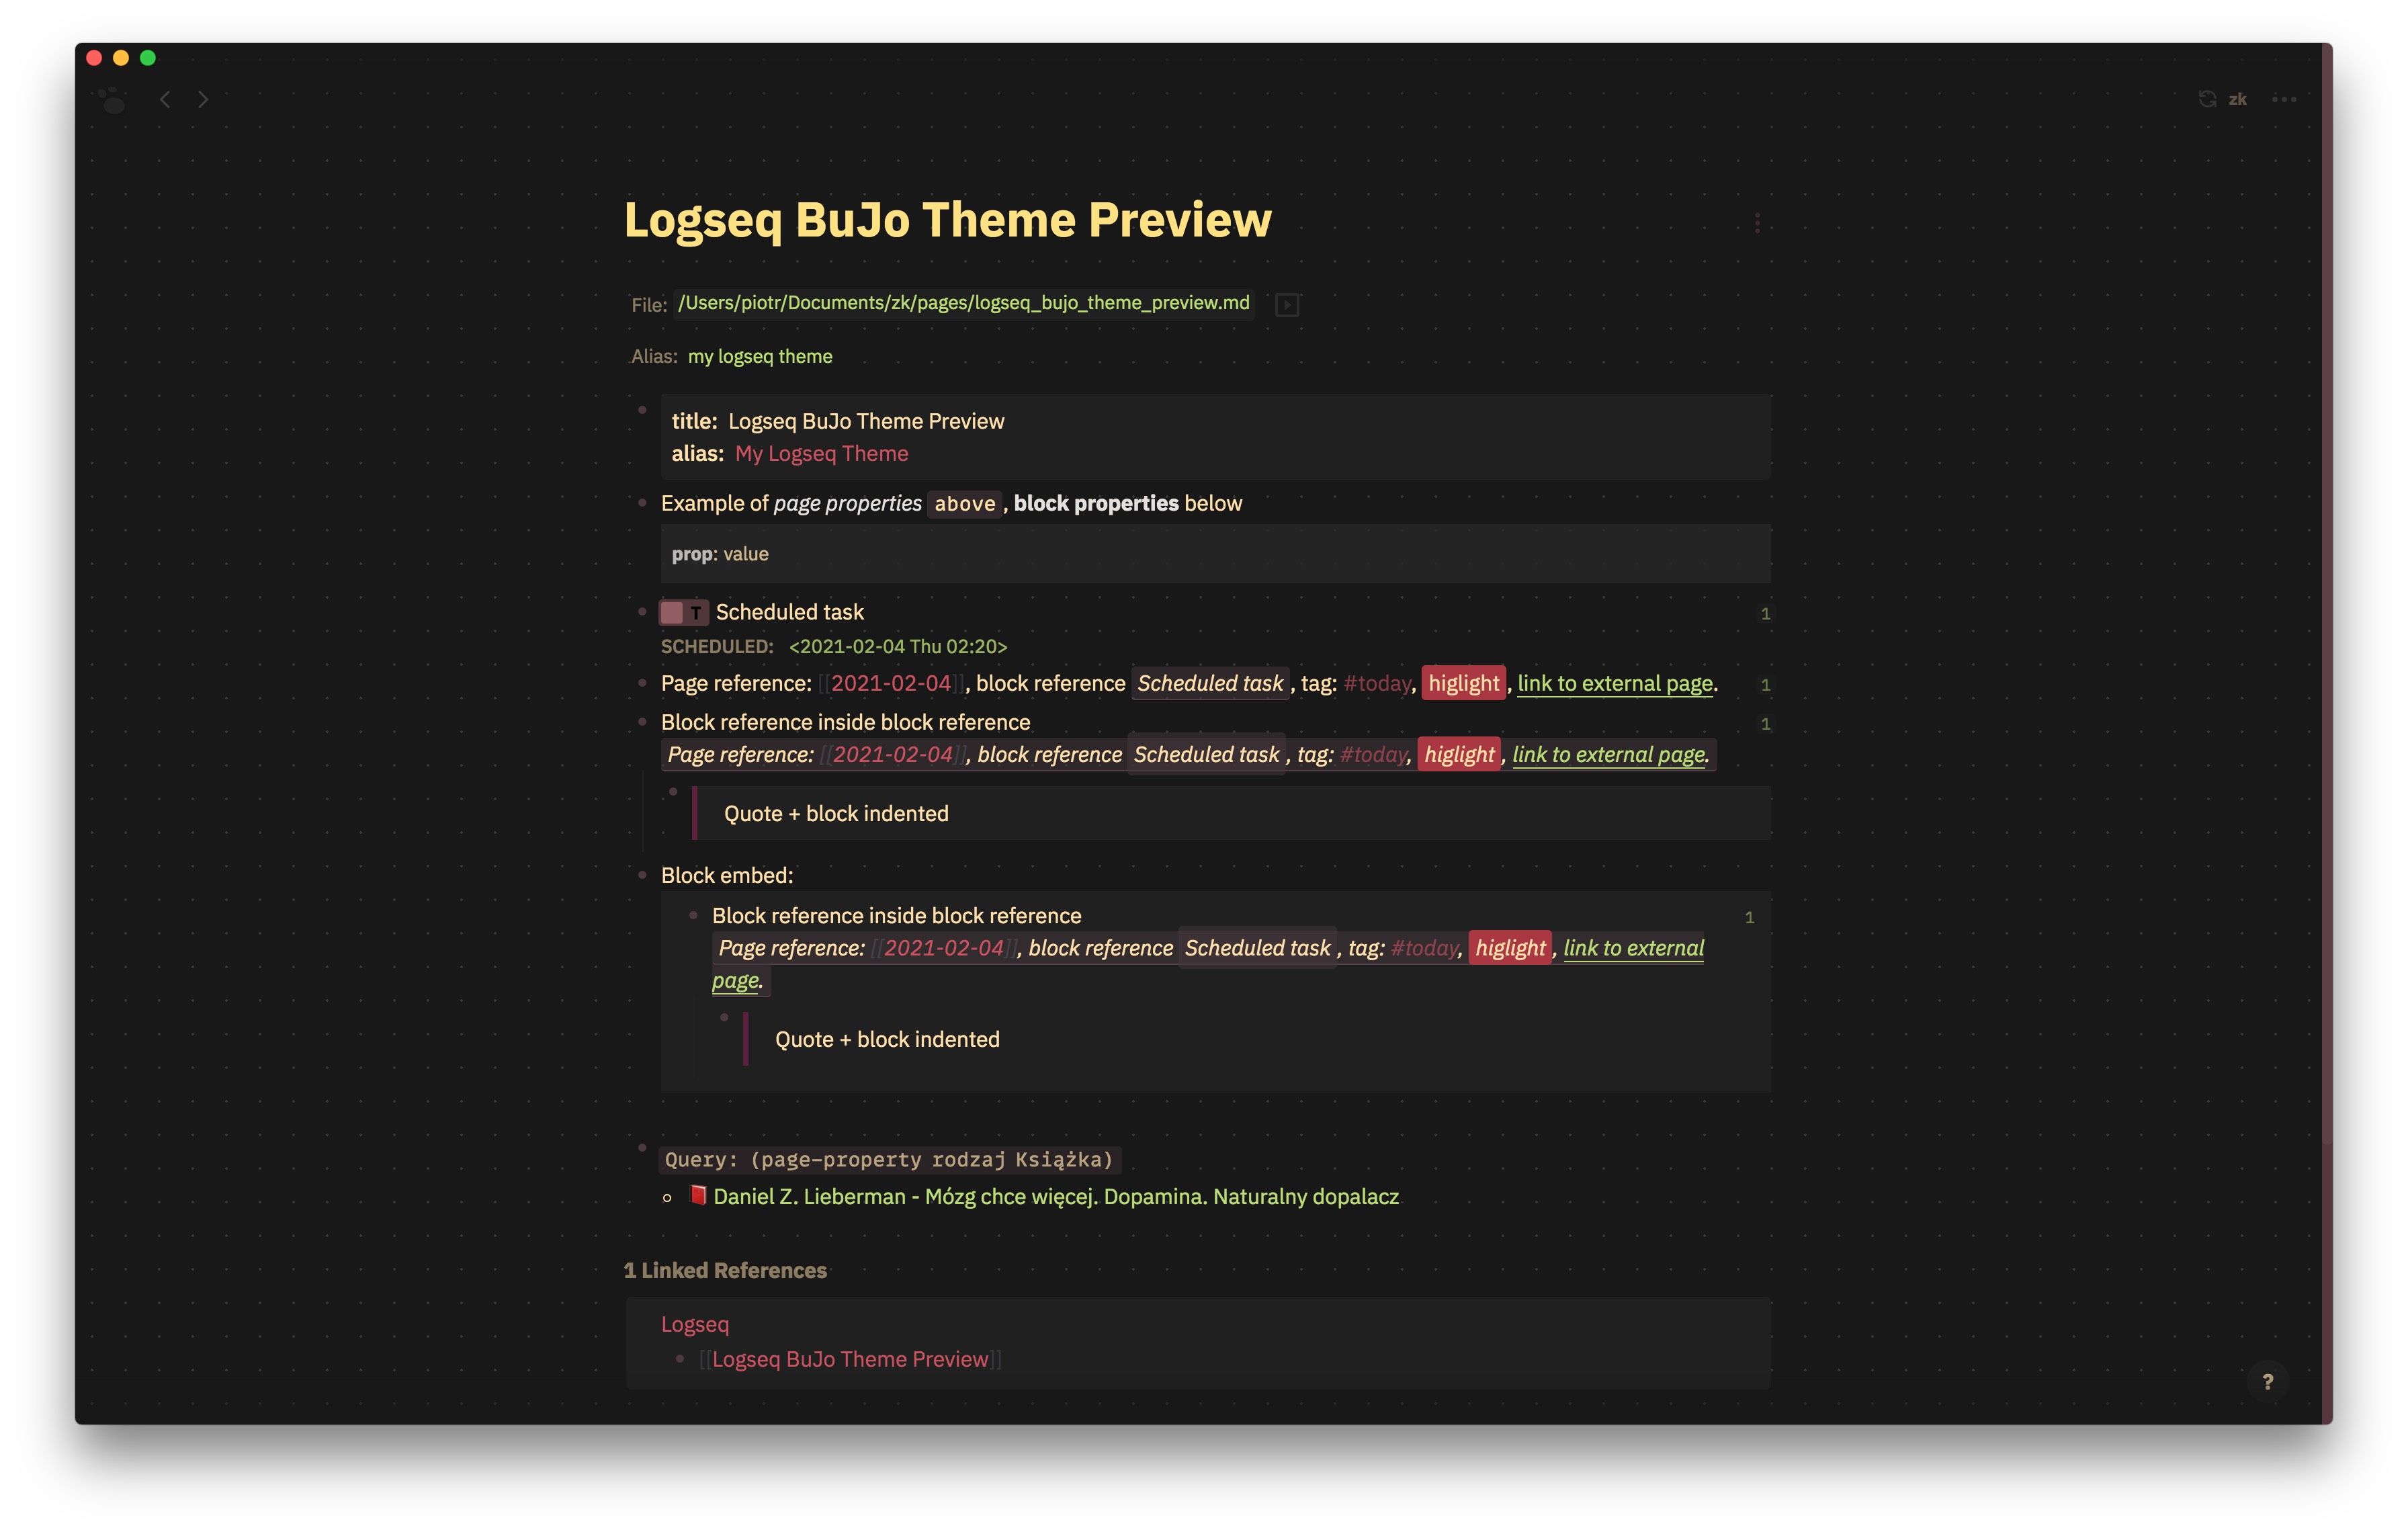 zk
Logseq BuJo Theme Preview
File: /Users/piotr/Documents/zk/pages/logseq_bujo_theme_preview.md
Alias: my logseq theme
title: Logseq BuJo Theme Preview
alias: My Logseq Theme
Example of page properties above, block properties below
prop: value
T Scheduled task 1
SCHEDULED: <2021-02-04 Thu 02:20>
Page reference: [[2021-02-04]], block reference Scheduled task, tag: #today, higlight, link to external page. 1
Block reference inside block reference 1
Page reference: [[2021-02-04]], block reference Scheduled task, tag: #today, higlight, link to external page.
Quote + block indented
Block embed:
Block reference inside block reference 1
Page reference: [[2021-02-04]], block reference Scheduled task, tag: #today, higlight, link to external
page.
Quote + block indented
Query: (page-property rodzaj Książka)
Daniel Z. Lieberman - Mózg chce więcej. Dopamina. Naturalny dopalacz
1 Linked References
Logseq
[[Logseq BuJo Theme Preview]]
?